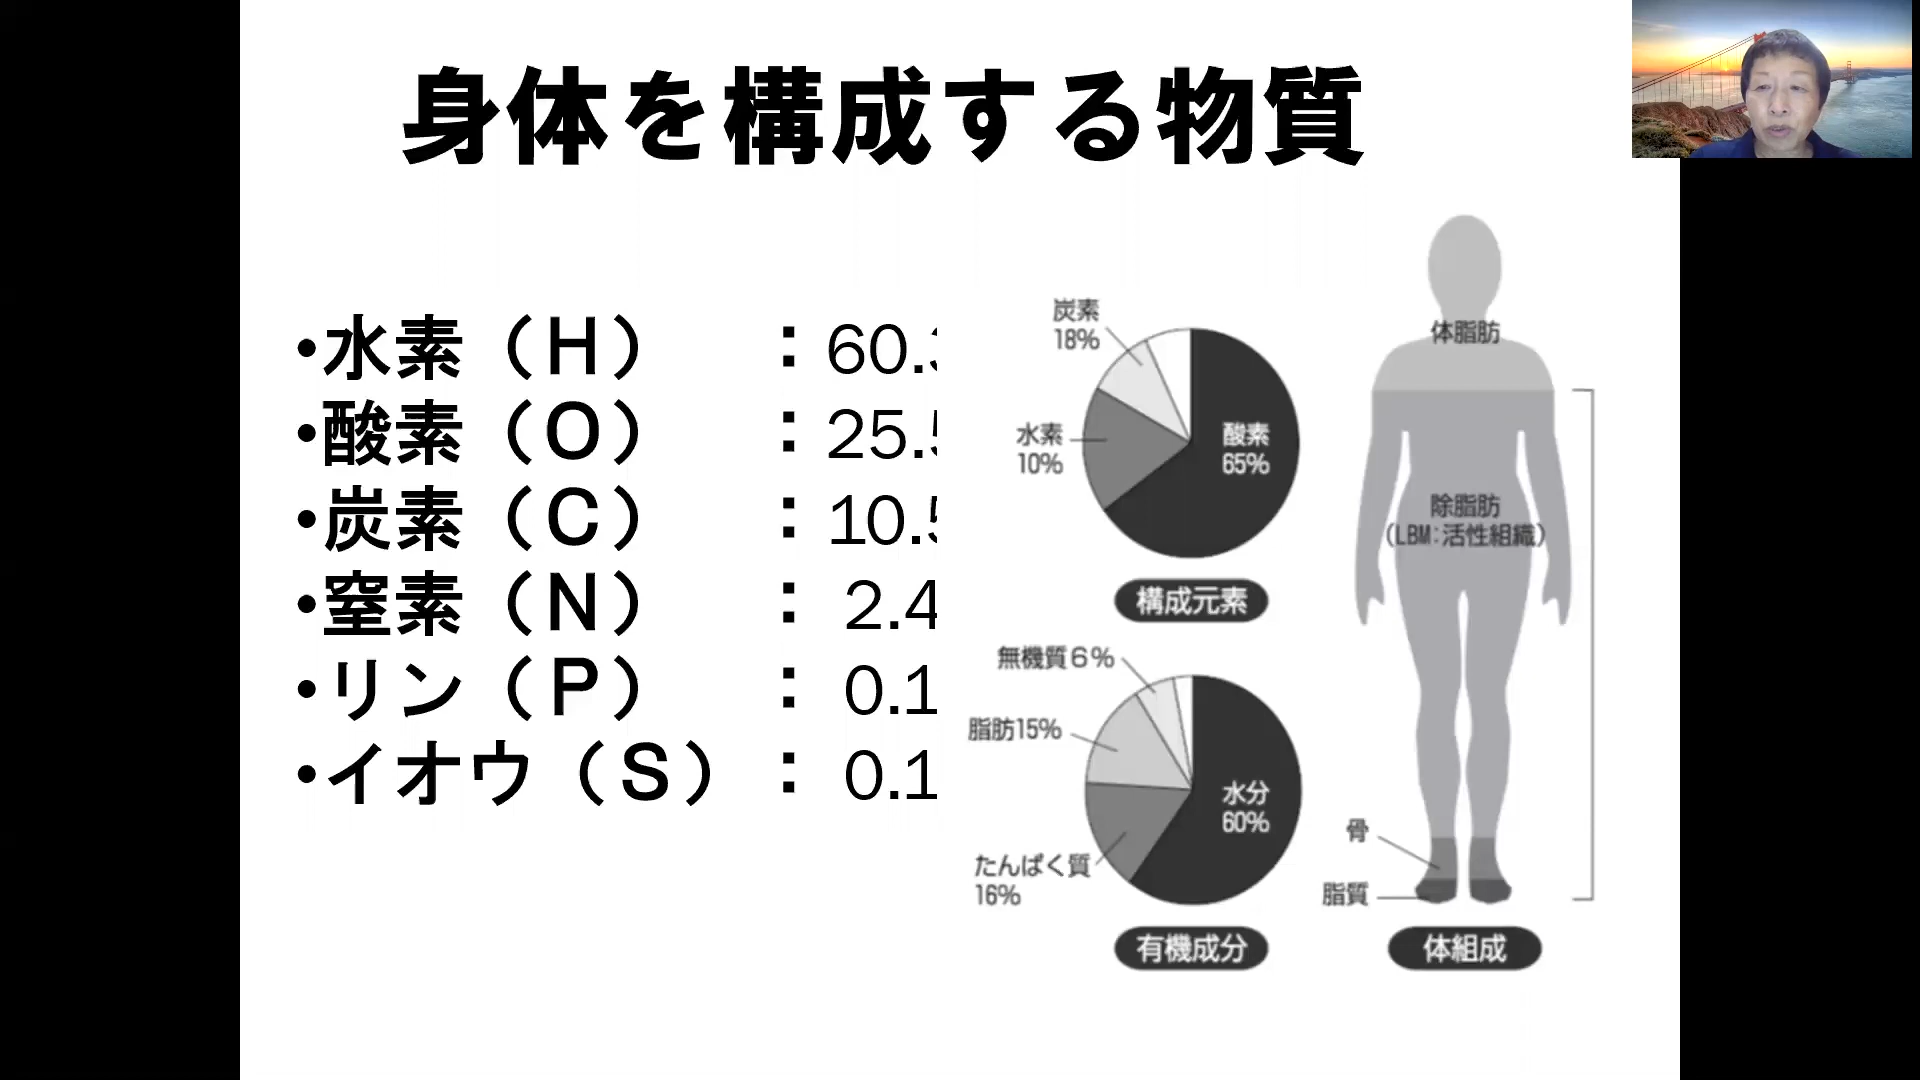 身体を構成する物質
•水素（H）　：60.
•酸素（O）　：25.
•炭素（C）　：10.
•窒素（N）　：2.4
•リン（P）　：0.1
•イオウ（S）：0.1
炭素
18%
水素
10%
酸素
65%
構成元素
無機質6%
脂肪15%
水分
60%
たんぱく質
16%
有機成分
体脂肪
除脂肪
（LBM：活性組織）
骨
脂質
体組成